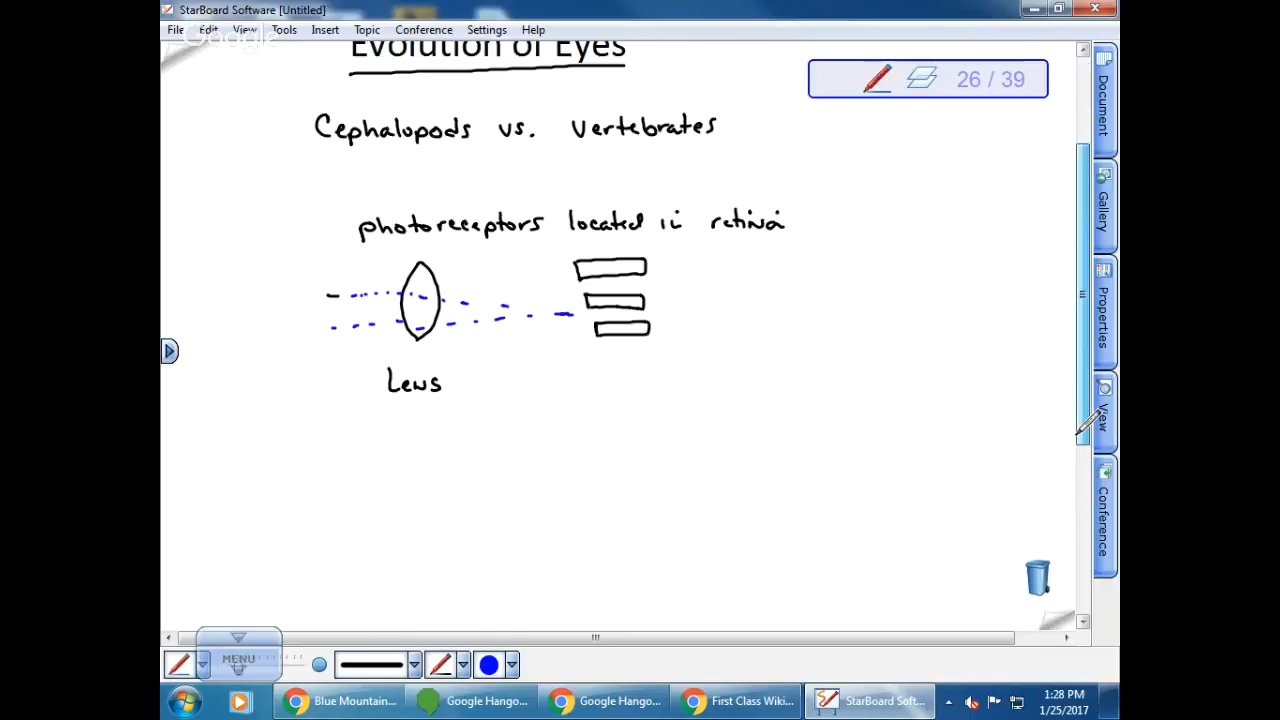 StarBoard Software [Untitled]
File Edit View Tools Insert Topic Conference Settings Help
Google
Evolution of Eyes
26 / 39
Cephalopods vs. vertebrates
photoreceptors located in retina
Lens
Document
Gallery
Properties
View
Conference
MENU
Blue Mountain...
Google Hango...
Google Hango...
First Class Wiki...
StarBoard Soft...
1:28 PM
1/25/2017